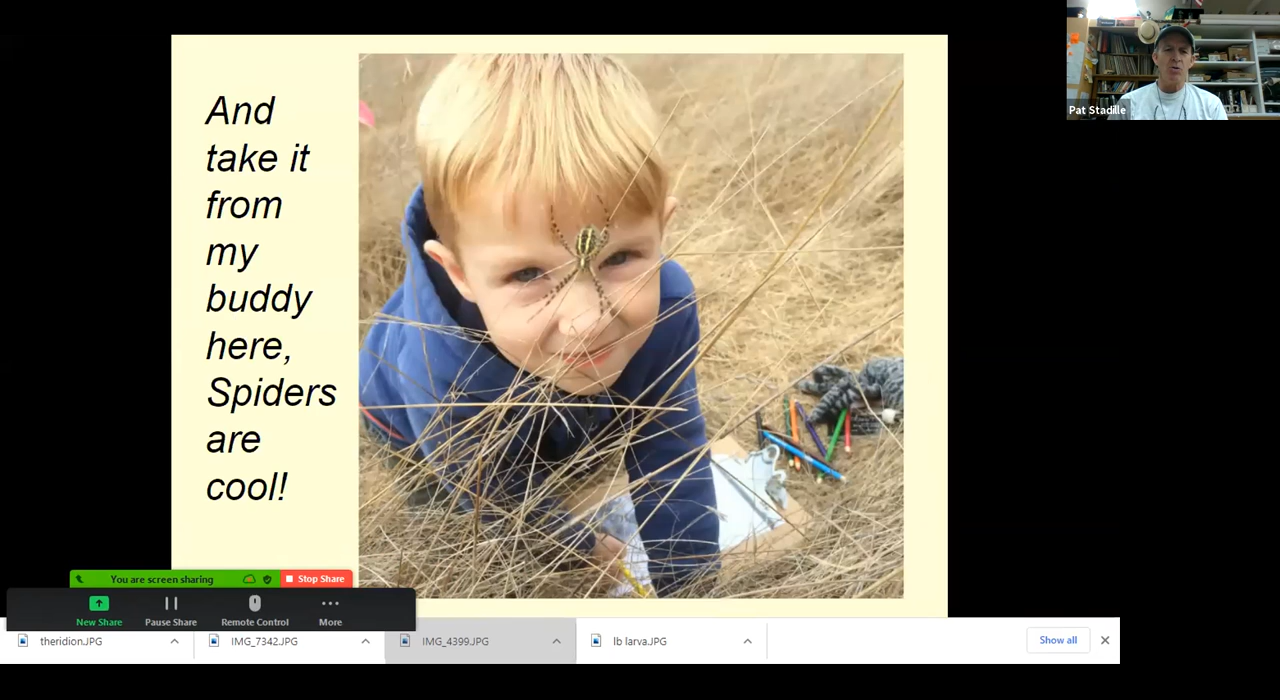 And
take it
from
my
buddy
here,
Spiders
are
cool!
Pat Stadille
You are screen sharing
Stop Share
New Share
Pause Share
Remote Control
More
theridion.JPG
IMG_7342.JPG
IMG_4399.JPG
lb larva.JPG
Show all